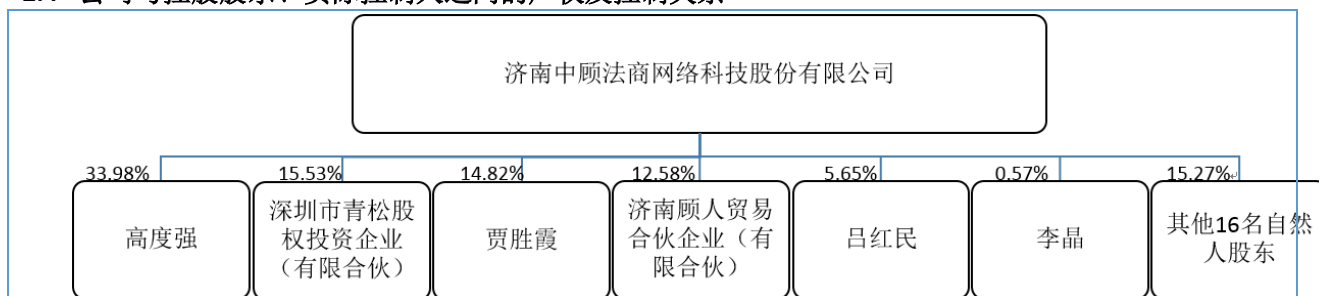 济南中顾法商网络科技股份有限公司
33.98%
15.53%
14.82%
12.58%
5.65%
0.57%
15.27%
高度强
深圳市青松股
权投资企业
（有限合伙）
贾胜霞
济南顾人贸易
合伙企业（有
限合伙）
吕红民
李晶
其他16名自然
人股东